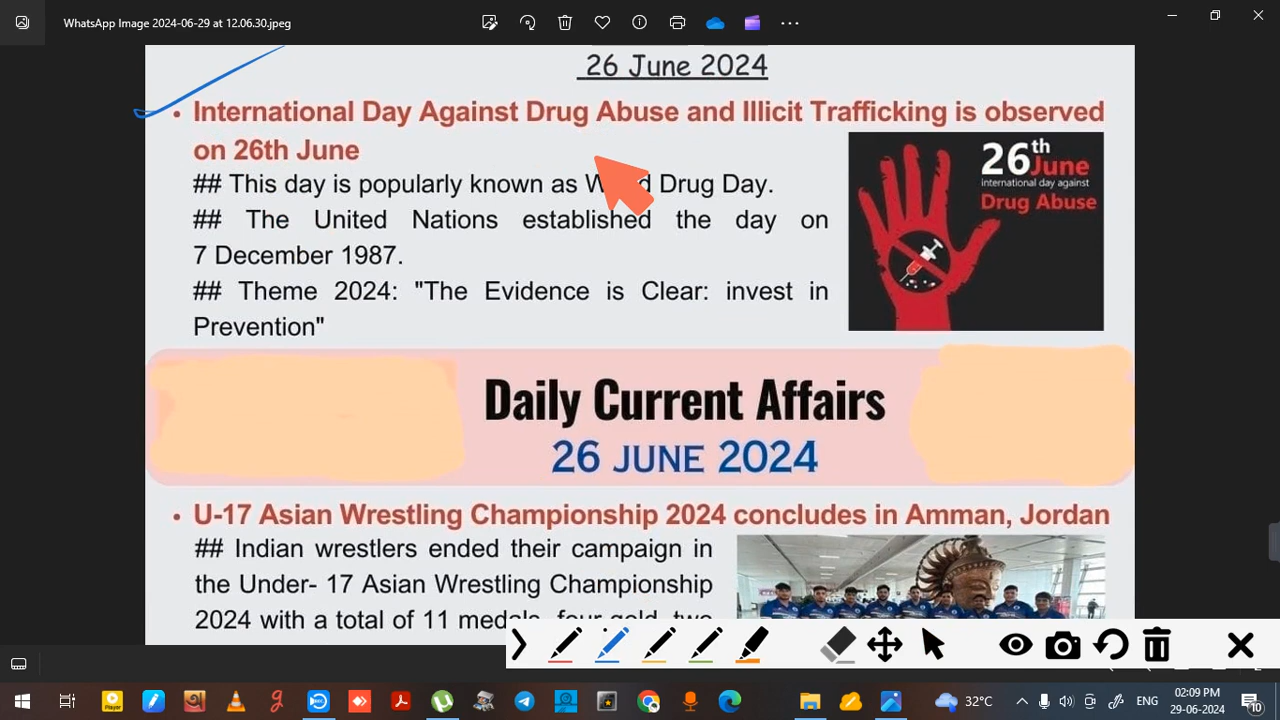 WhatsApp Image 2024-06-29 at 12.06.30.jpeg
26 June 2024
• International Day Against Drug Abuse and Illicit Trafficking is observed
on 26th June
## This day is popularly known as Drug Day.
## The United Nations established the day on
7 December 1987.
## Theme 2024: "The Evidence is Clear: invest in
Prevention"
26th June
international day against
Drug Abuse
Daily Current Affairs
26 JUNE 2024
• U-17 Asian Wrestling Championship 2024 concludes in Amman, Jordan
## Indian wrestlers ended their campaign in
the Under- 17 Asian Wrestling Championship
2024 with a total of 11 medals, four gold, two
Player
32°C
ENG
02:09 PM
29-06-2024
10